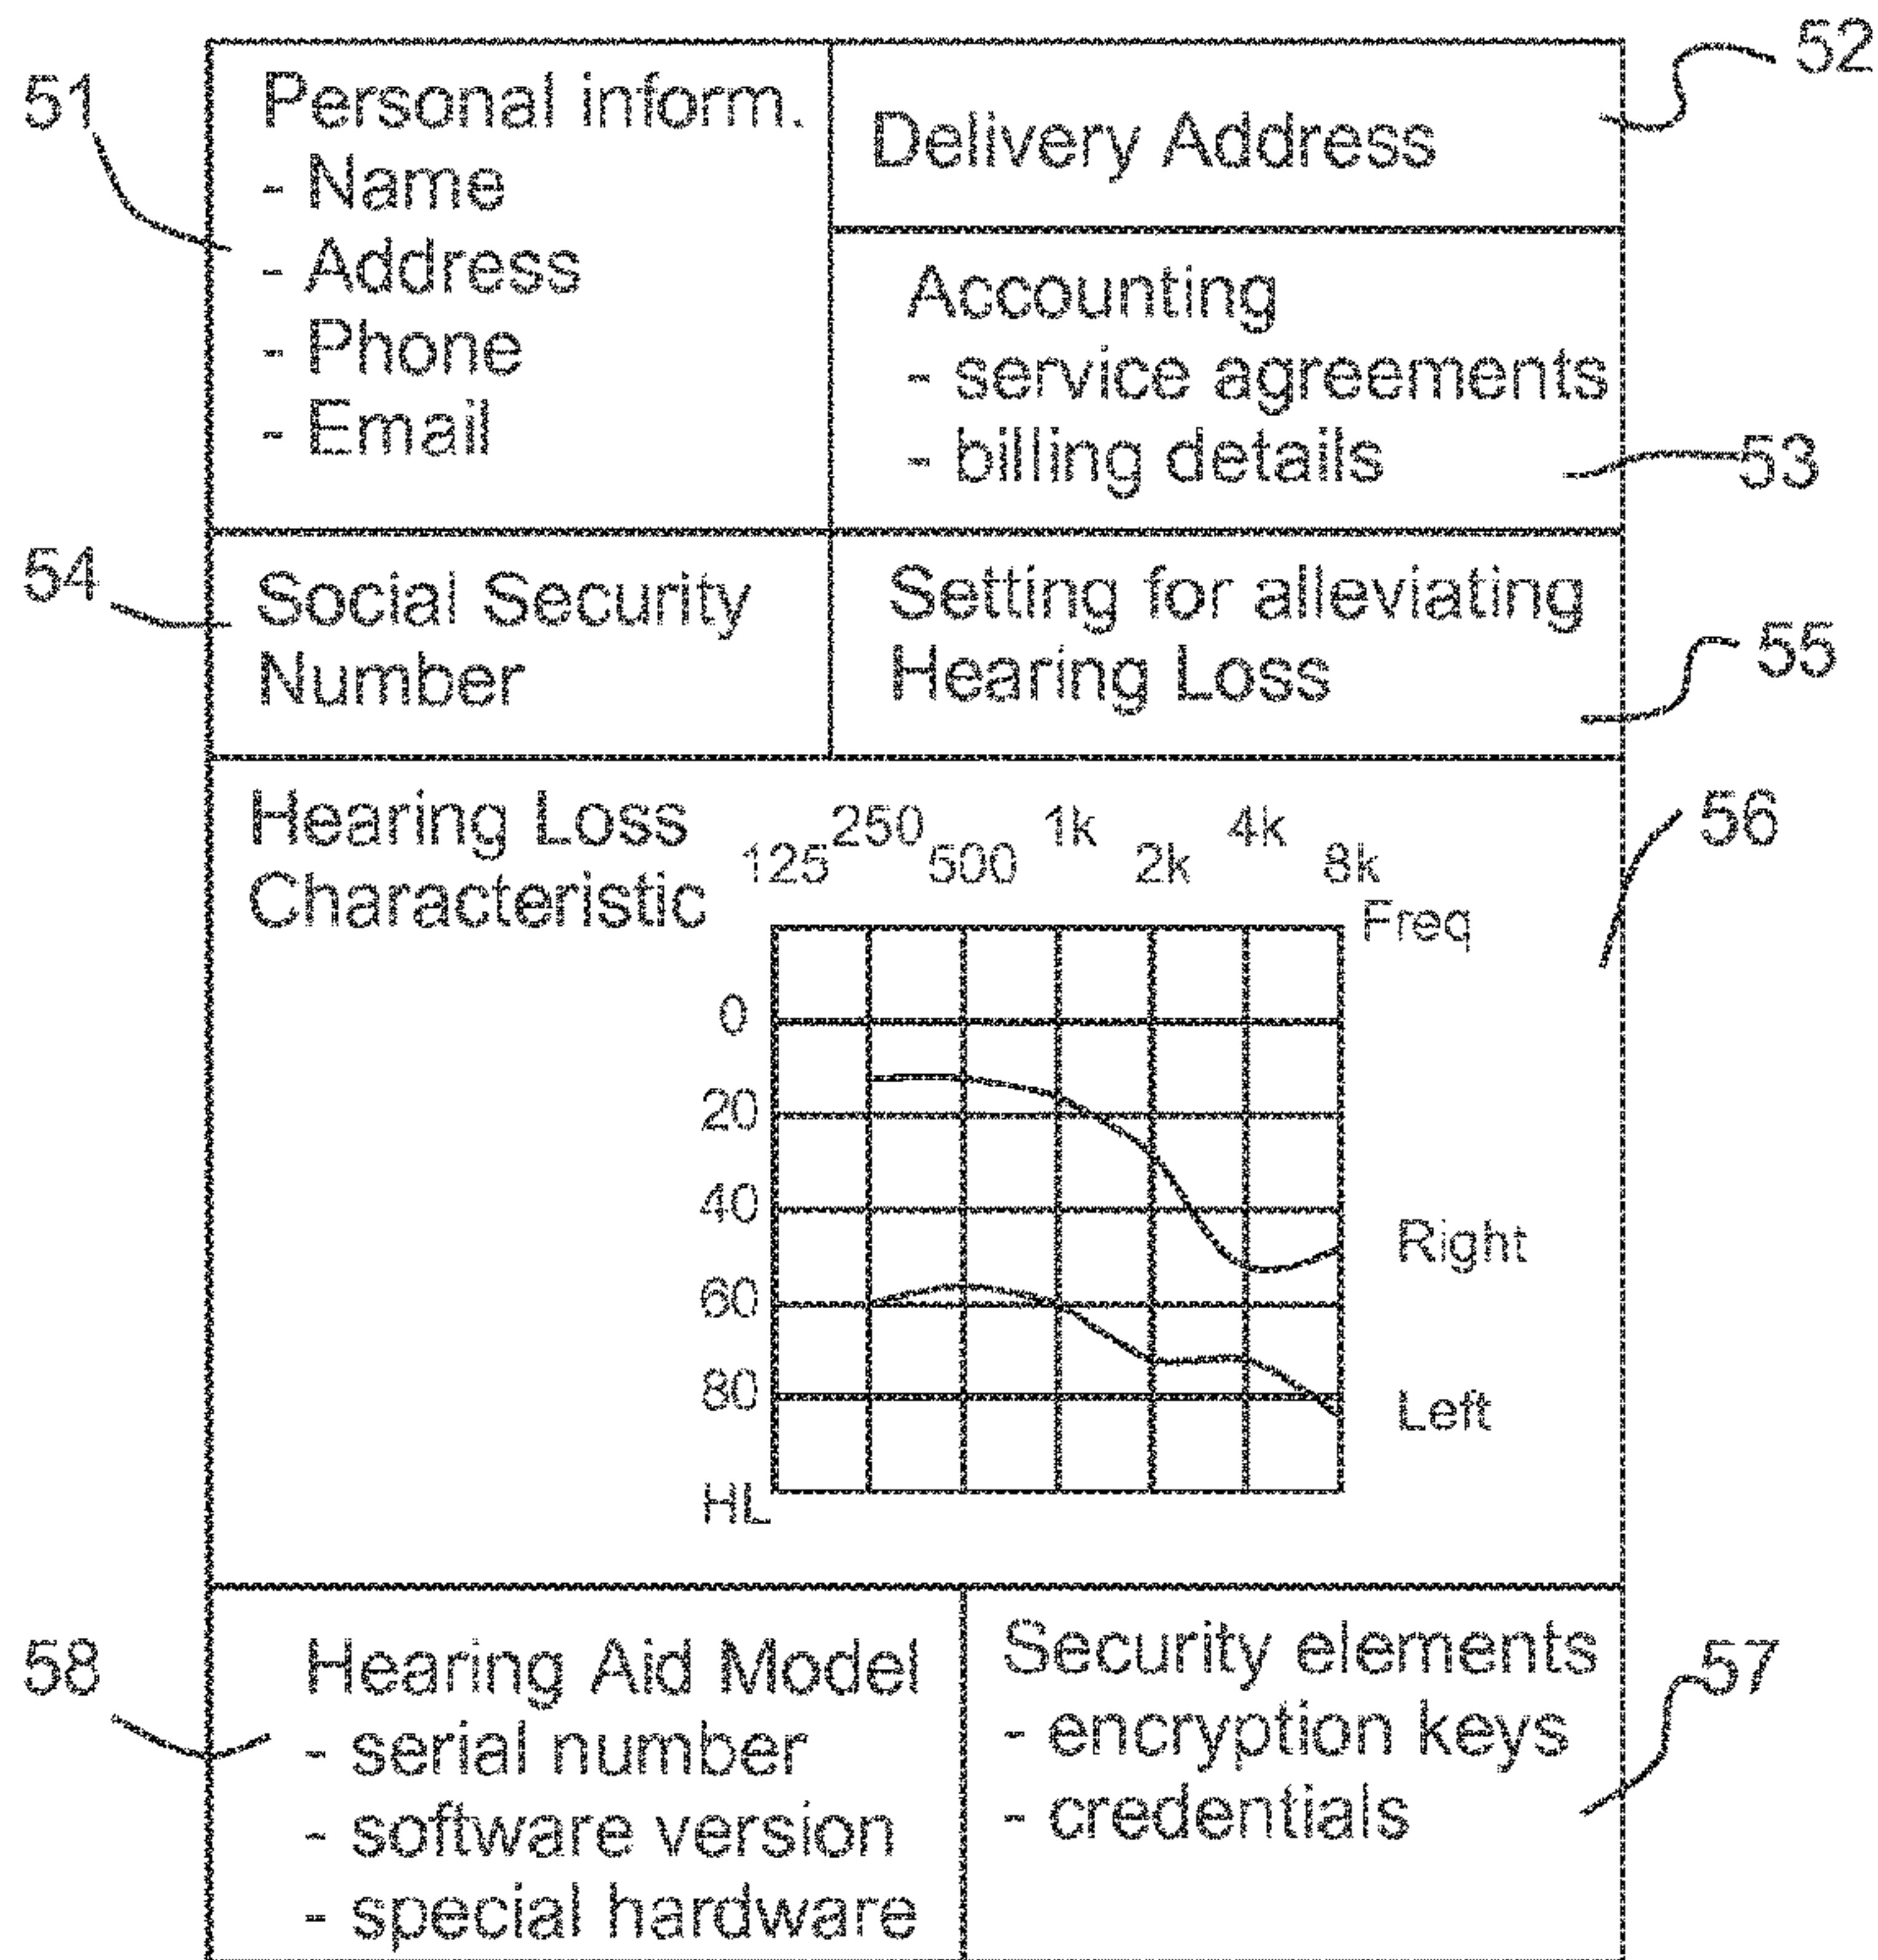 51
Personal inform.
- Name
- Address
- Phone
- Email
Delivery Address
52
Accounting
- service agreements
- billing details
53
54
Social Security
Number
Setting for alleviating
Hearing Loss
55
Hearing Loss
Characteristic
125 250 500 1k 2k 4k 8k
Freq
0
20
40
60
80
HL
Right
Left
56
58
Hearing Aid Model
- serial number
- software version
- special hardware
Security elements
- encryption keys
- credentials
57